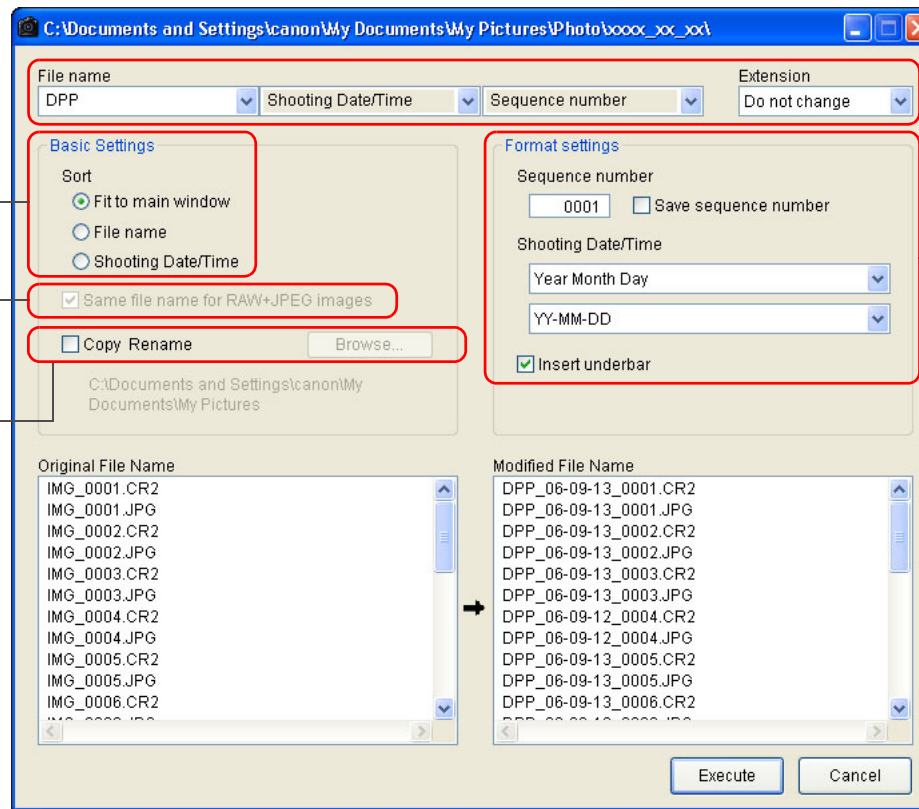 C:\Documents and Settings\canon\My Documents\My Pictures\Photo\xxxx_xx_xx\
File name
Extension
DPP
Shooting Date/Time
Sequence number
Do not change
Basic Settings
Sort
Fit to main window
File name
Shooting Date/Time
Same file name for RAW+JPEG images
Copy Rename
Browse...
C:\Documents and Settings\canon\My
Documents\My Pictures
Format settings
Sequence number
0001
Save sequence number
Shooting Date/Time
Year Month Day
YY-MM-DD
Insert underbar
Original File Name
IMG_0001.CR2
IMG_0001.JPG
IMG_0002.CR2
IMG_0002.JPG
IMG_0003.CR2
IMG_0003.JPG
IMG_0004.CR2
IMG_0004.JPG
IMG_0005.CR2
IMG_0005.JPG
IMG_0006.CR2
Modified File Name
DPP_06-09-13_0001.CR2
DPP_06-09-13_0001.JPG
DPP_06-09-13_0002.CR2
DPP_06-09-13_0002.JPG
DPP_06-09-13_0003.CR2
DPP_06-09-13_0003.JPG
DPP_06-09-12_0004.CR2
DPP_06-09-12_0004.JPG
DPP_06-09-13_0005.CR2
DPP_06-09-13_0005.JPG
DPP_06-09-13_0006.CR2
Execute
Cancel